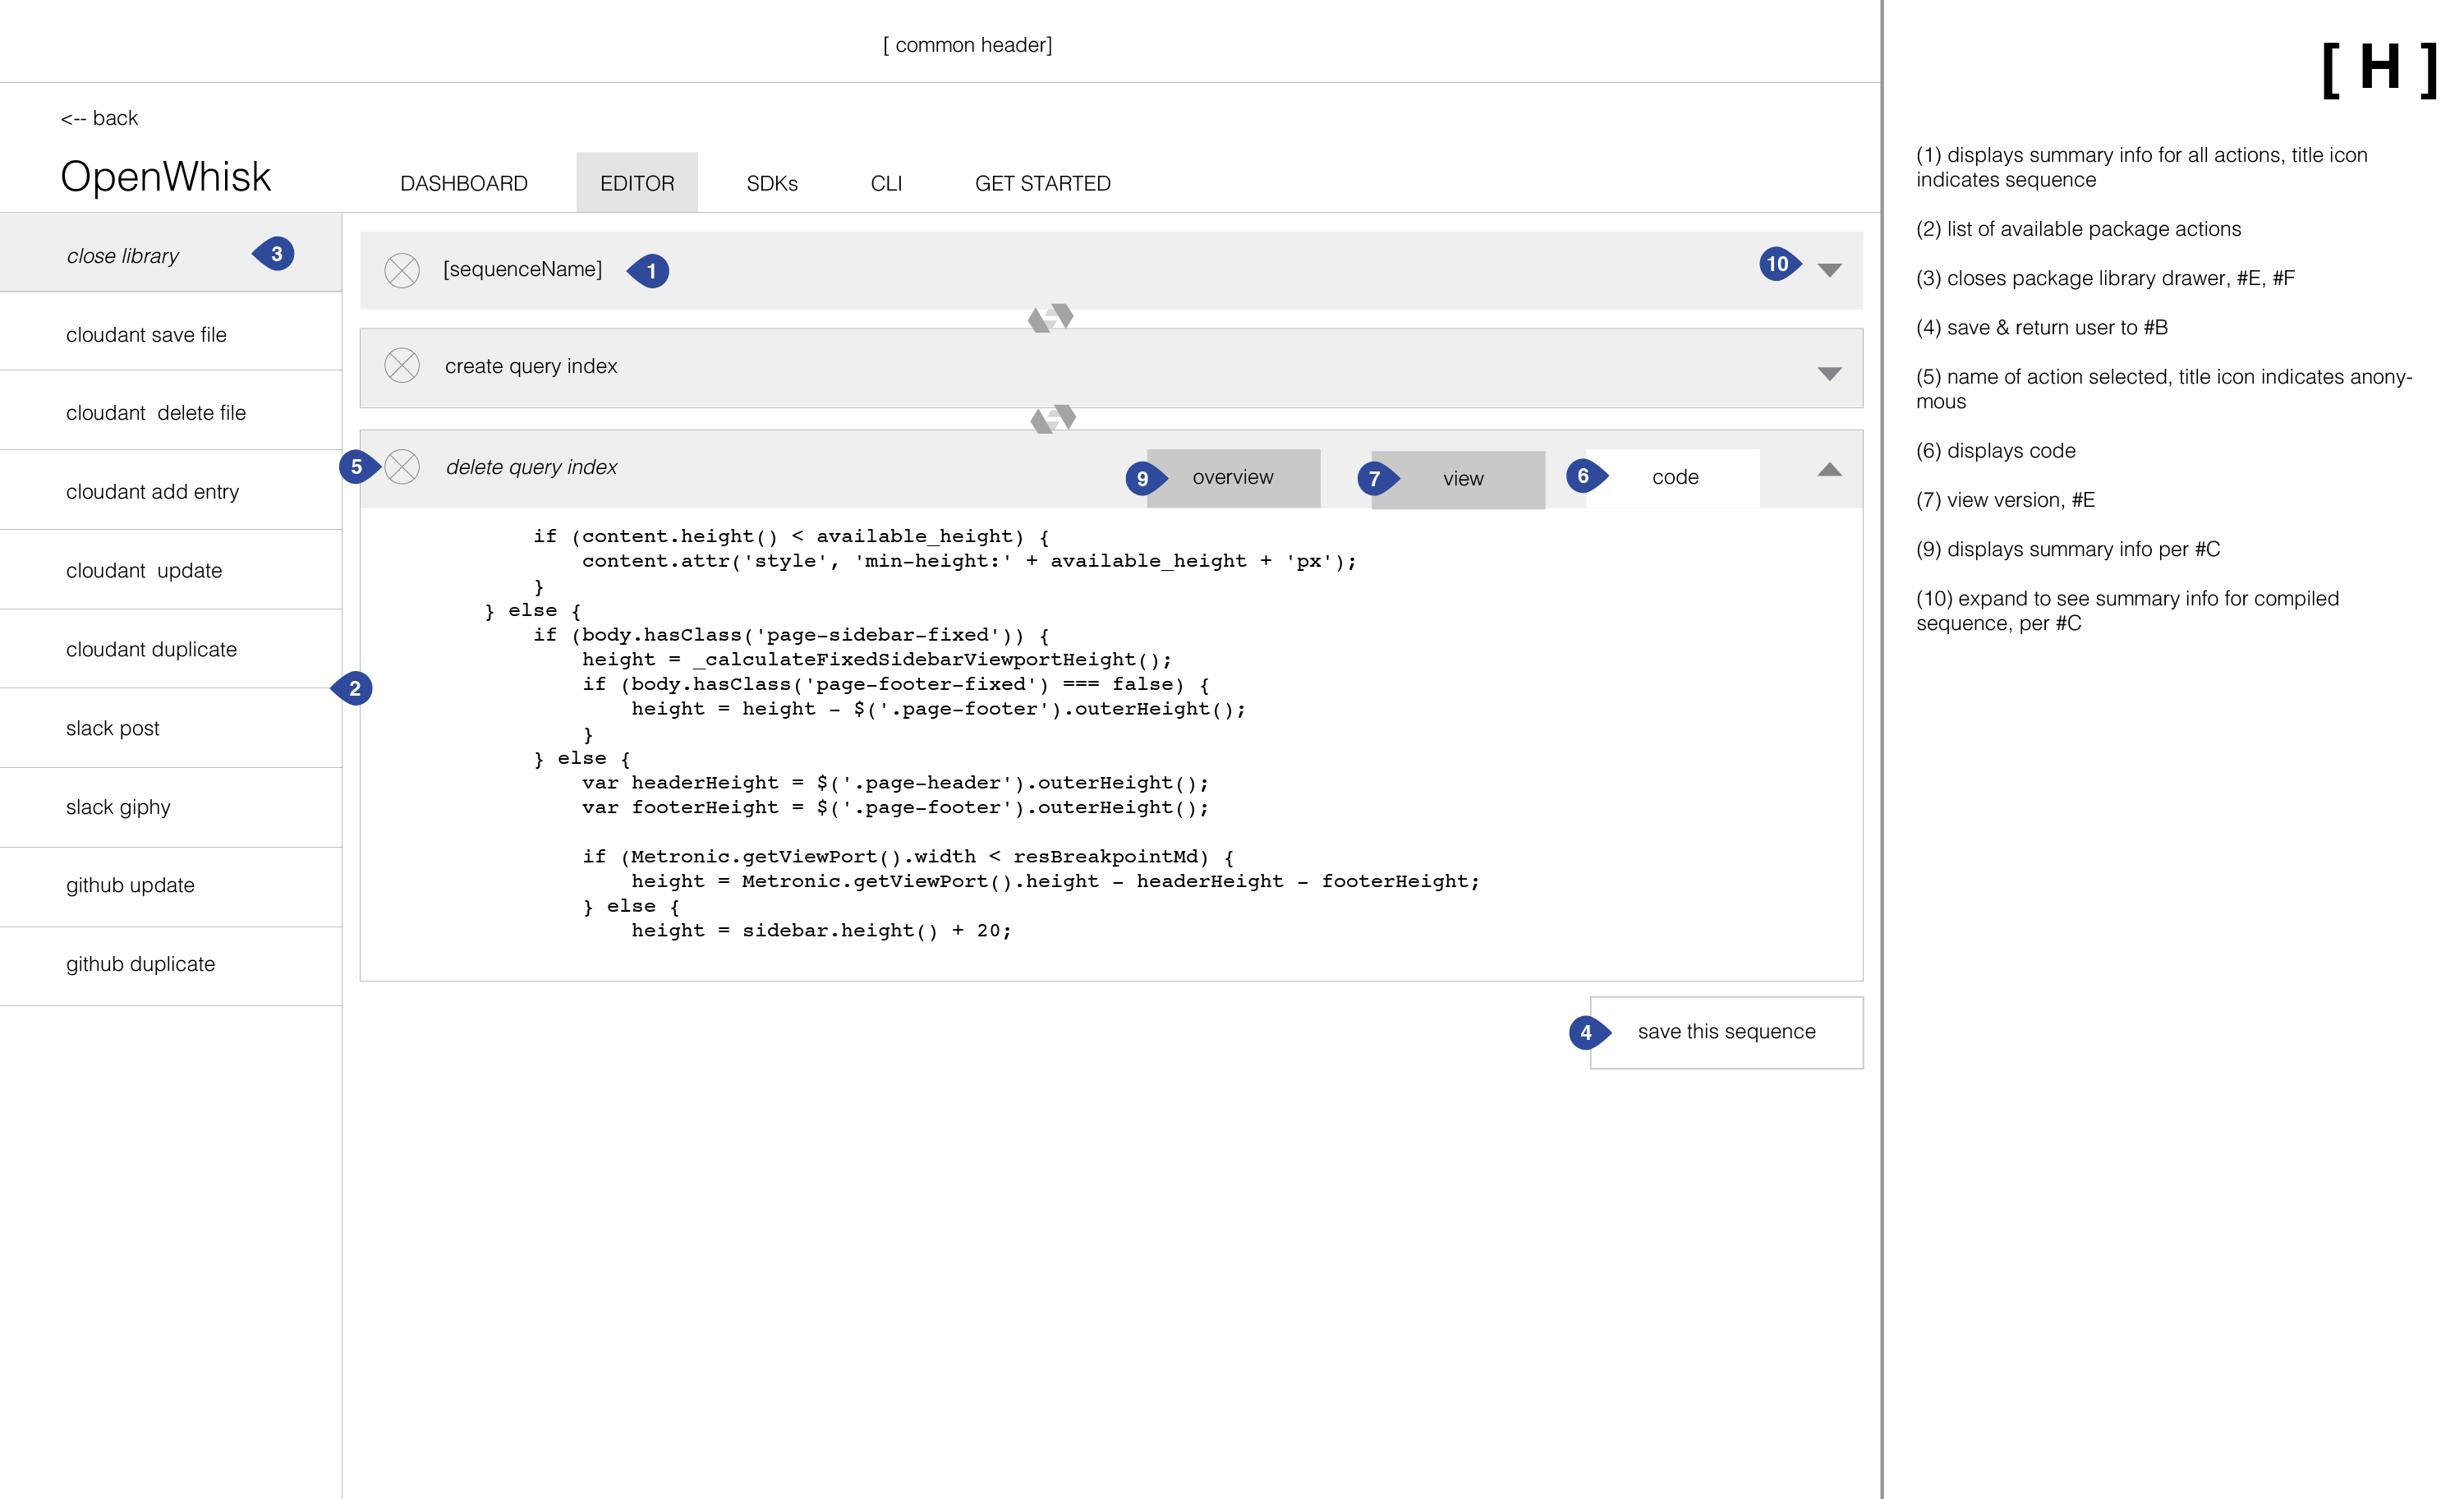 [ common header]
[ H ]
<-- back
OpenWhisk
DASHBOARD
EDITOR
SDKs
CLI
GET STARTED
close library
3
cloudant save file
cloudant  delete file
cloudant add entry
cloudant  update
cloudant duplicate
2
slack post
slack giphy
github update
github duplicate
[sequenceName]
1
10
create query index
5
delete query index
9
overview
7
view
6
code
        if (content.height() < available_height) {
            content.attr('style', 'min-height:' + available_height + 'px');
        }
    } else {
        if (body.hasClass('page-sidebar-fixed')) {
            height = _calculateFixedSidebarViewportHeight();
            if (body.hasClass('page-footer-fixed') === false) {
                height = height - $('.page-footer').outerHeight();
            }
        } else {
            var headerHeight = $('.page-header').outerHeight();
            var footerHeight = $('.page-footer').outerHeight();
            if (Metronic.getViewPort().width < resBreakpointMd) {
                height = Metronic.getViewPort().height - headerHeight - footerHeight;
            } else {
                height = sidebar.height() + 20;
4
save this sequence
(1) displays summary info for all actions, title icon
indicates sequence
(2) list of available package actions
(3) closes package library drawer, #E, #F
(4) save & return user to #B
(5) name of action selected, title icon indicates anony-
mous
(6) displays code
(7) view version, #E
(9) displays summary info per #C
(10) expand to see summary info for compiled
sequence, per #C